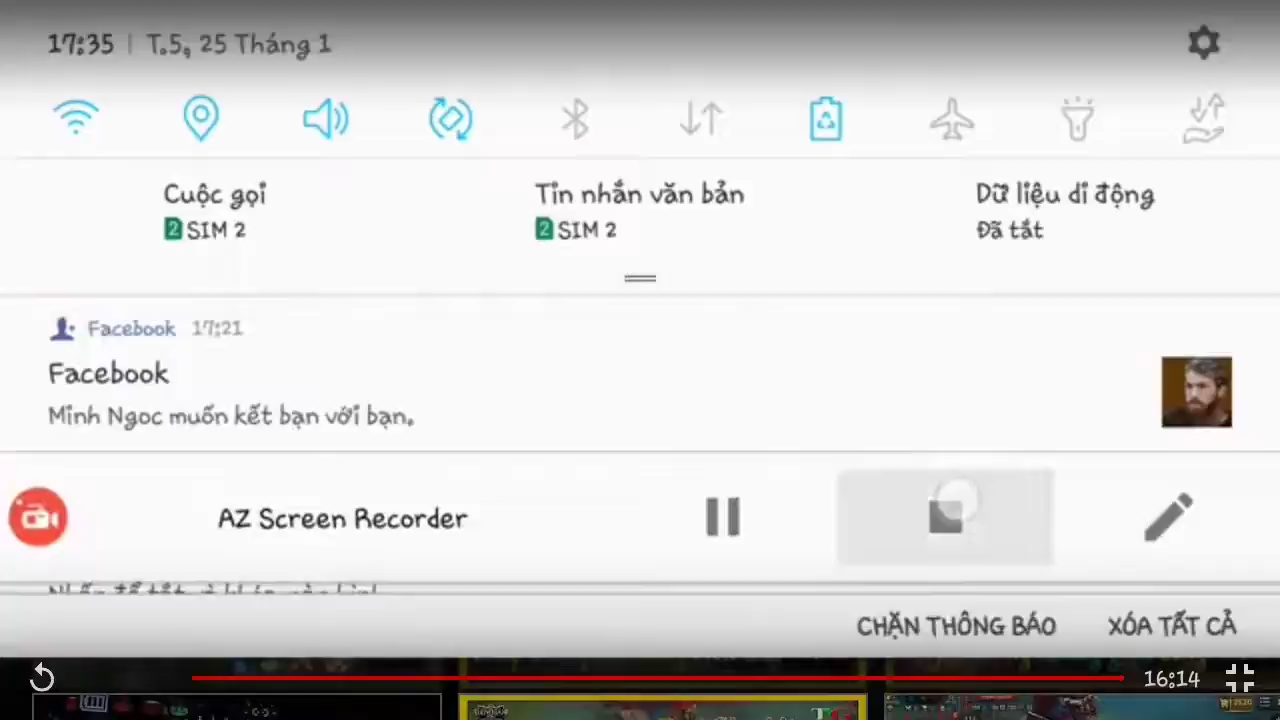 17:35 | T.5, 25 Tháng 1
Cuộc gọi
2 SIM 2
Tin nhắn văn bản
2 SIM 2
Dữ liệu di động
Đã tắt
Facebook 17:21
Facebook
Minh Ngoc muốn kết bạn với bạn.
AZ Screen Recorder
CHẶN THÔNG BÁO
XÓA TẤT CẢ
16:14